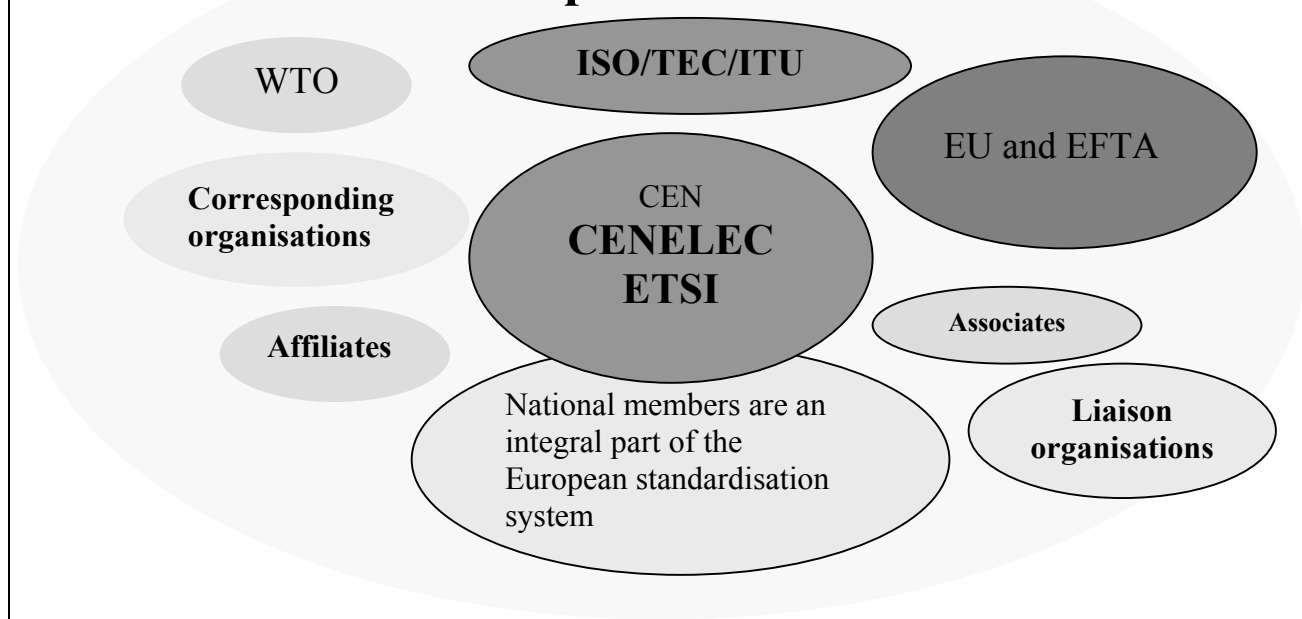 WTO
ISO/TEC/ITU
EU and EFTA
Corresponding
organisations
CEN
CENELEC
ETSI
Affiliates
Associates
National members are an
integral part of the
European standardisation
system
Liaison
organisations